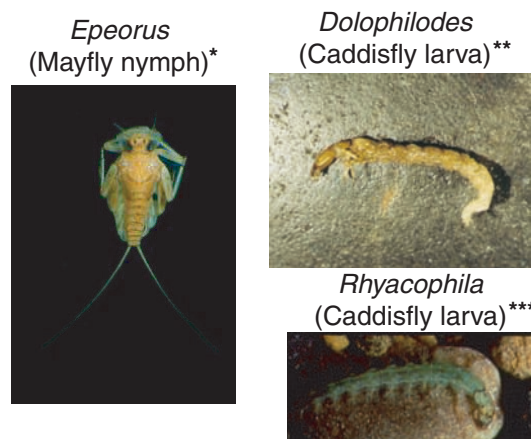 Epeorus
(Mayfly nymph)*
Dolophilodes
(Caddisfly larva)**
Rhyacophila
(Caddisfly larva)***